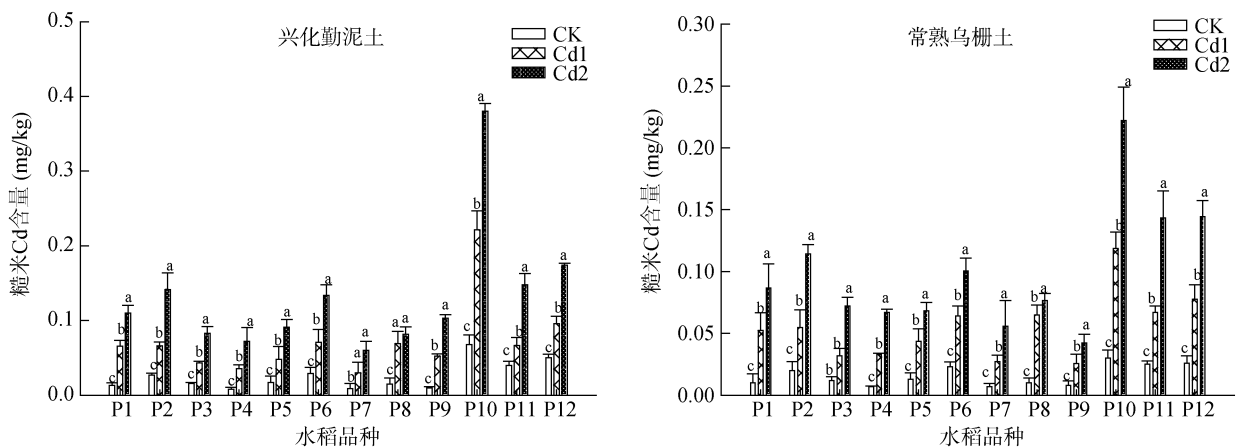 兴化勤泥土
CK
Cd1
Cd2
糙米Cd含量 (mg/kg)
0.5
0.4
0.3
0.2
0.1
0.0
c b a c b a c b a c b a c b a c b a b a a c a a c b a c b a c b a c b a
P1 P2 P3 P4 P5 P6 P7 P8 P9 P10 P11 P12
水稻品种
常熟乌栅土
CK
Cd1
Cd2
糙米Cd含量 (mg/kg)
0.30
0.25
0.20
0.15
0.10
0.05
0.00
c b a c b a c b a c b a c b a c b a c b a c b a c b a c b a c b a c b a
P1 P2 P3 P4 P5 P6 P7 P8 P9 P10 P11 P12
水稻品种